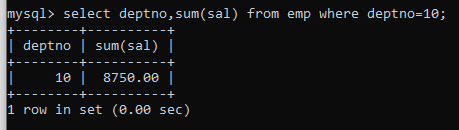 mysql> select deptno,sum(sal) from emp where deptno=10;
+--------+----------+
| deptno | sum(sal) |
+--------+----------+
|     10 |  8750.00 |
+--------+----------+
1 row in set (0.00 sec)